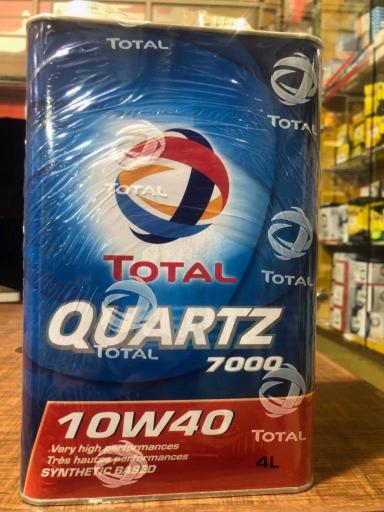 TOTAL
TOTAL
TOTAL
TOTAL
TOTAL
QUARTZ
TOTAL
7000
10W40
TOTAL
Very high performances
Très hautes performances
SYNTHETIC BASED
4L